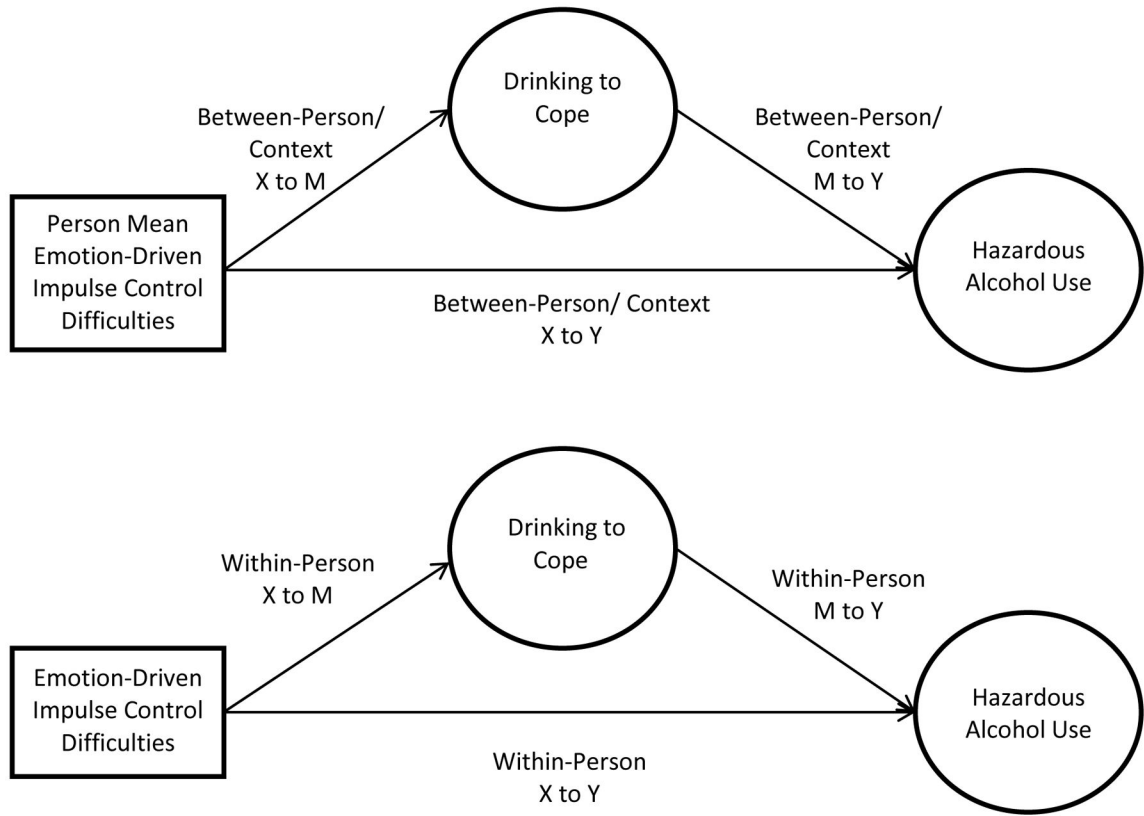 Drinking to
Cope
Between-Person/
Context
X to M
Between-Person/
Context
M to Y
Person Mean
Emotion-Driven
Impulse Control
Difficulties
Hazardous
Alcohol Use
Between-Person/ Context
X to Y
Drinking to
Cope
Within-Person
X to M
Within-Person
M to Y
Emotion-Driven
Impulse Control
Difficulties
Hazardous
Alcohol Use
Within-Person
X to Y